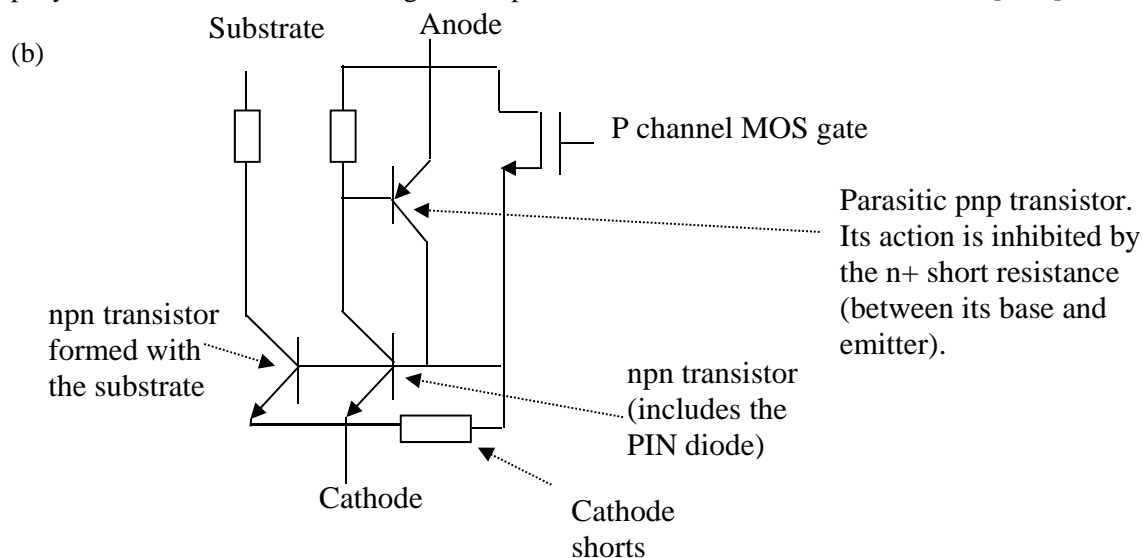 Substrate
Anode
(b)
P channel MOS gate
Parasitic pnp transistor.
Its action is inhibited by
the n+ short resistance
(between its base and
emitter).
npn transistor
formed with
the substrate
npn transistor
(includes the
PIN diode)
Cathode
Cathode
shorts